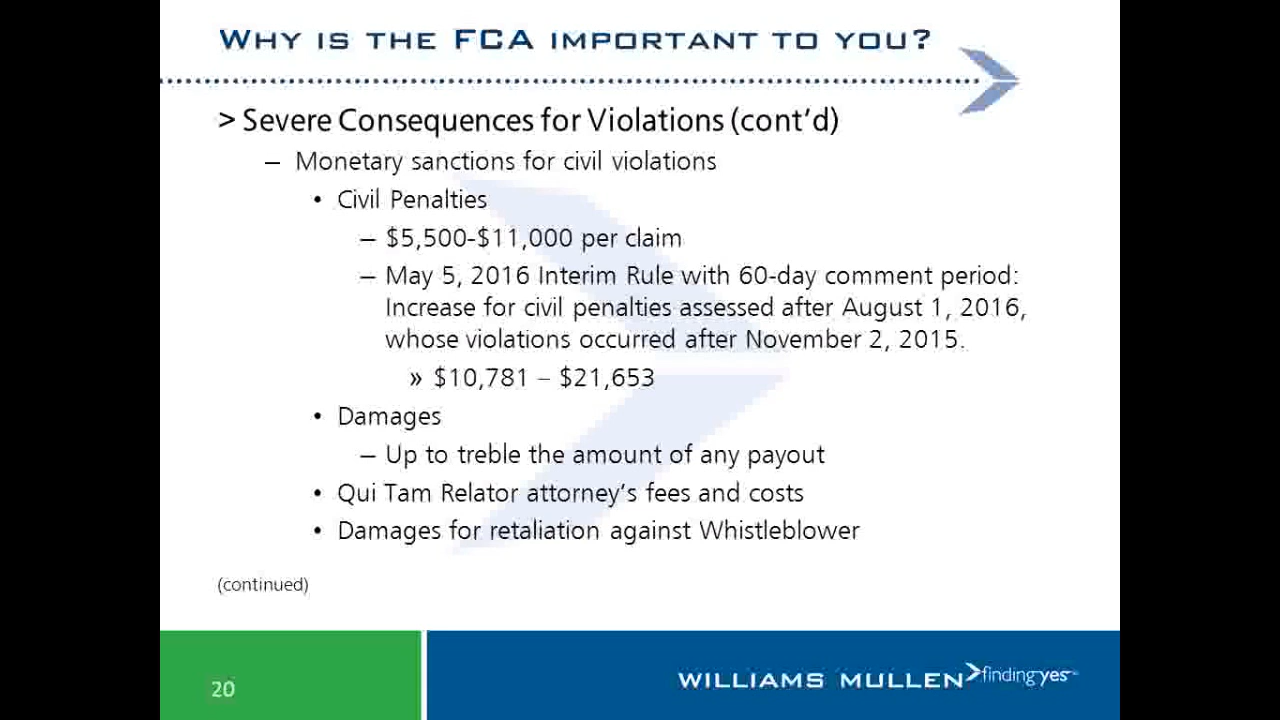 WHY IS THE FCA IMPORTANT TO YOU?
> Severe Consequences for Violations (cont'd)
– Monetary sanctions for civil violations
• Civil Penalties
– $5,500-$11,000 per claim
– May 5, 2016 Interim Rule with 60-day comment period:
Increase for civil penalties assessed after August 1, 2016,
whose violations occurred after November 2, 2015.
» $10,781 – $21,653
• Damages
– Up to treble the amount of any payout
• Qui Tam Relator attorney's fees and costs
• Damages for retaliation against Whistleblower
(continued)
20
WILLIAMS MULLEN findingyes